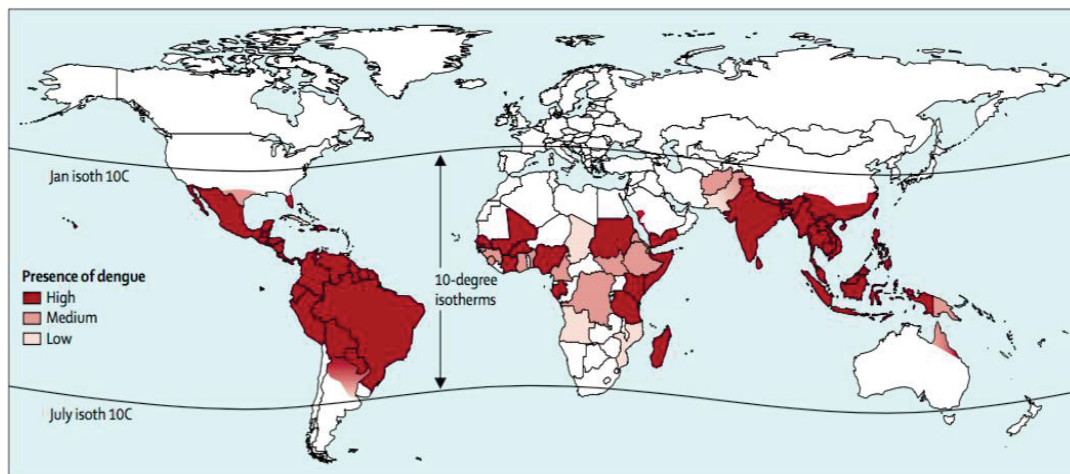 Jan isoth 10C
Presence of dengue
High
Medium
Low
10-degree
isotherms
July isoth 10C